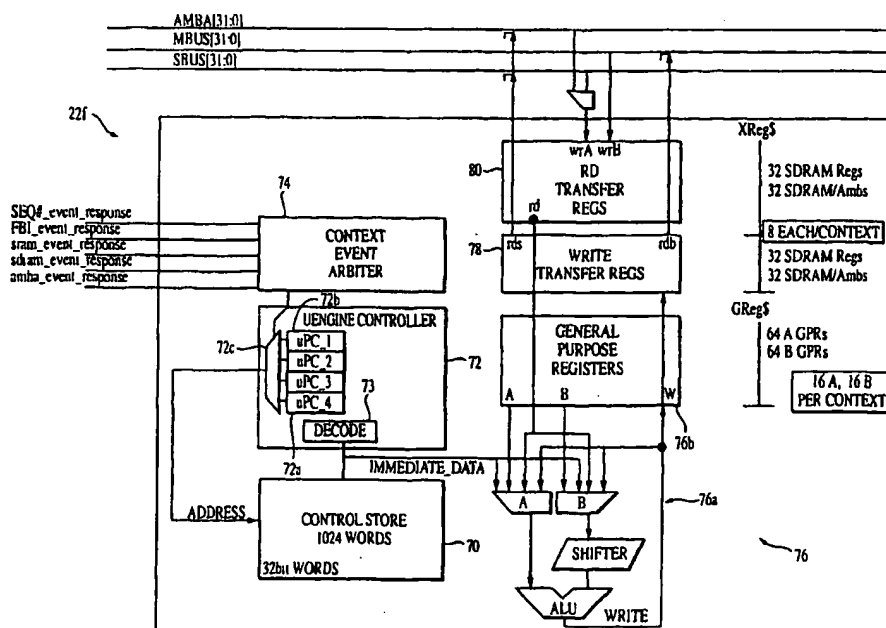 AMBA[31:0]
MBUS[31:0]
SBUS[31:0]
22f
XReg$
wrA wrB
80
RD
TRANSFER
REGS
rd
32 SDRAM Regs
32 SDRAM/Ambs
74
SEQ#_event_response
FBI_event_response
sram_event_response
sdram_event_response
amba_event_response
CONTEXT
EVENT
ARBITER
78
rds
rdb
WRITE
TRANSFER REGS
8 EACH/CONTEXT
32 SDRAM Regs
32 SDRAM/Ambs
GReg$
72b
UENGINE CONTROLLER
72c
uPC_1
uPC_2
uPC_3
uPC_4
72
73
DECODE
72a
GENERAL
PURPOSE
REGISTERS
A B W
64 A GPRs
64 B GPRs
16 A, 16 B
PER CONTEXT
76b
IMMEDIATE_DATA
A B
76a
ADDRESS
CONTROL STORE
1024 WORDS
32bit WORDS
70
SHIFTER
76
ALU
WRITE